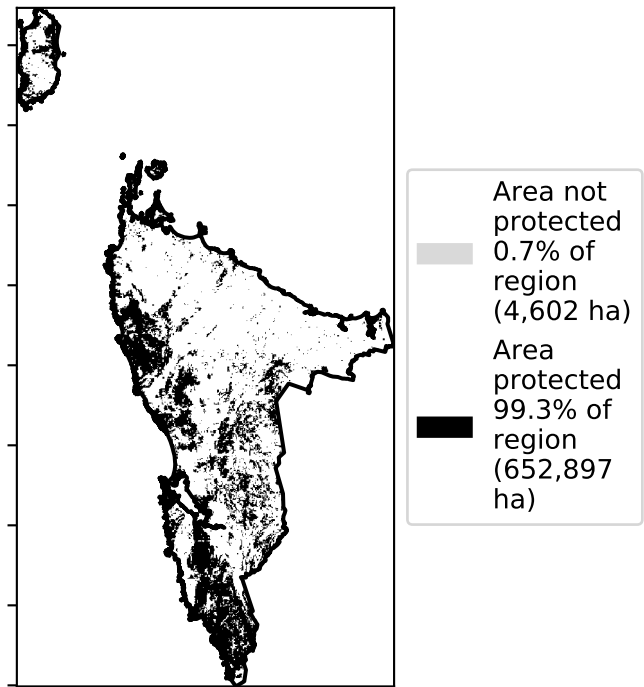 Area not
protected
0.7% of
region
(4,602 ha)
Area
protected
99.3% of
region
(652,897
ha)